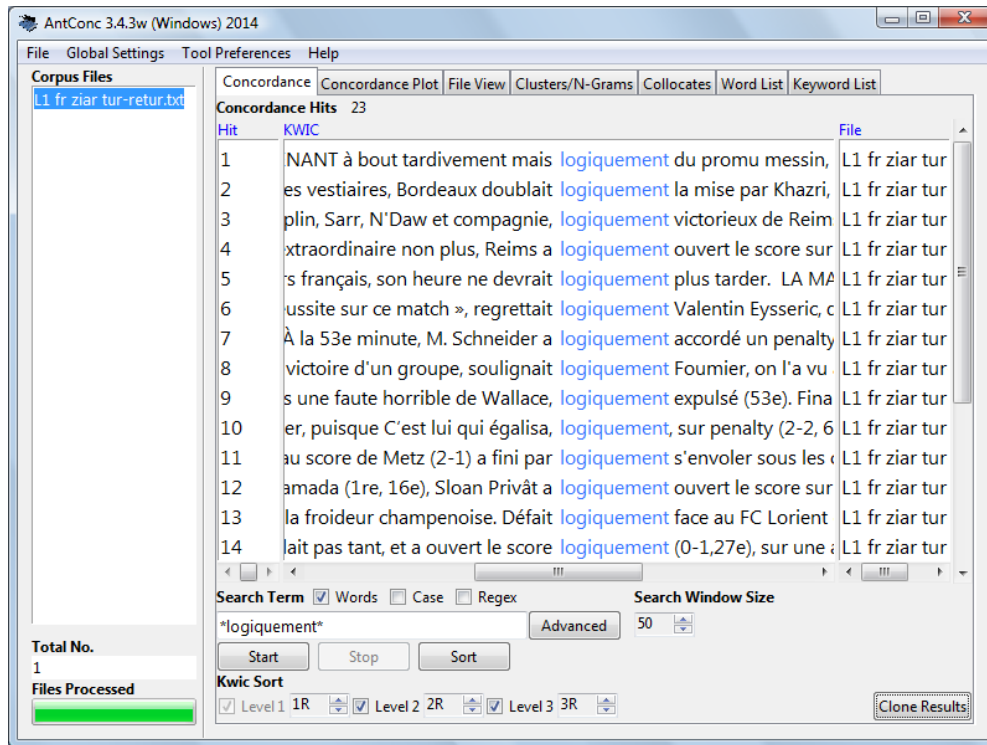 AntConc 3.4.3w (Windows) 2014
File Global Settings Tool Preferences Help
Corpus Files
L1 fr ziar tur-retur.txt
Concordance Concordance Plot File View Clusters/N-Grams Collocates Word List Keyword List
Concordance Hits 23
Hit KWIC File
1 NANT à bout tardivement mais logiquement du promu messin, L1 fr ziar tur
2 es vestiaires, Bordeaux doublait logiquement la mise par Khazri, L1 fr ziar tur
3 plin, Sarr, N'Daw et compagnie, logiquement victorieux de Reim L1 fr ziar tur
4 xtraordinaire non plus, Reims a logiquement ouvert le score sur L1 fr ziar tur
5 rs français, son heure ne devrait logiquement plus tarder. LA MA L1 fr ziar tur
6 eussite sur ce match », regrettait logiquement Valentin Eysseric, L1 fr ziar tur
7 À la 53e minute, M. Schneider a logiquement accordé un penalty L1 fr ziar tur
8 victoire d'un groupe, soulignait logiquement Foumier, on l'a vu L1 fr ziar tur
9 s une faute horrible de Wallace, logiquement expulsé (53e). Fina L1 fr ziar tur
10 er, puisque C'est lui qui égalisa, logiquement, sur penalty (2-2, 6 L1 fr ziar tur
11 au score de Metz (2-1) a fini par logiquement s'envoler sous les L1 fr ziar tur
12 amada (1re, 16e), Sloan Privât a logiquement ouvert le score sur L1 fr ziar tur
13 la froideur champenoise. Défait logiquement face au FC Lorient L1 fr ziar tur
14 lait pas tant, et a ouvert le score logiquement (0-1,27e), sur une L1 fr ziar tur
Search Term Words Case Regex Search Window Size
*logiquement* Advanced 50
Start Stop Sort
Total No.
1
Files Processed
Kwic Sort
Level 1 1R Level 2 2R Level 3 3R Clone Results